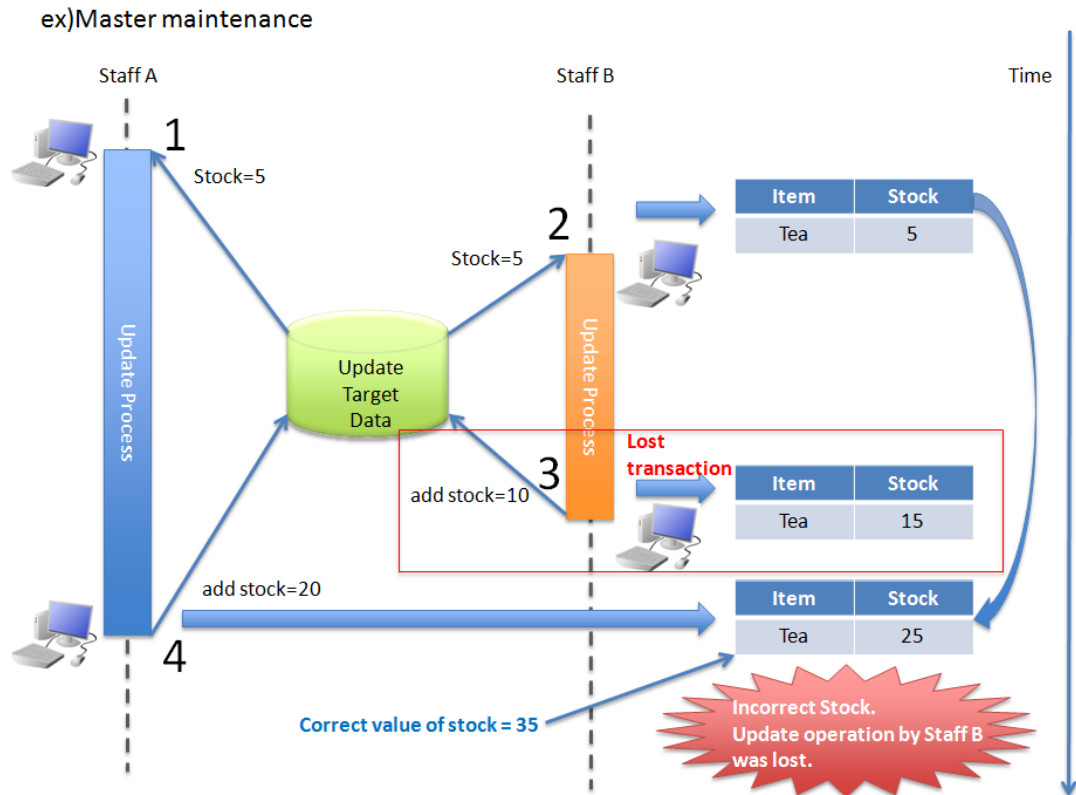 ex)Master maintenance
Staff A
Staff B
Time
1
Stock=5
2
Stock=5
Item Stock
Tea 5
Update Process
Update
Target
Data
Update Process
Lost
transaction
3
add stock=10
Item Stock
Tea 15
add stock=20
4
Item Stock
Tea 25
Correct value of stock = 35
Incorrect Stock.
Update operation by Staff B
was lost.